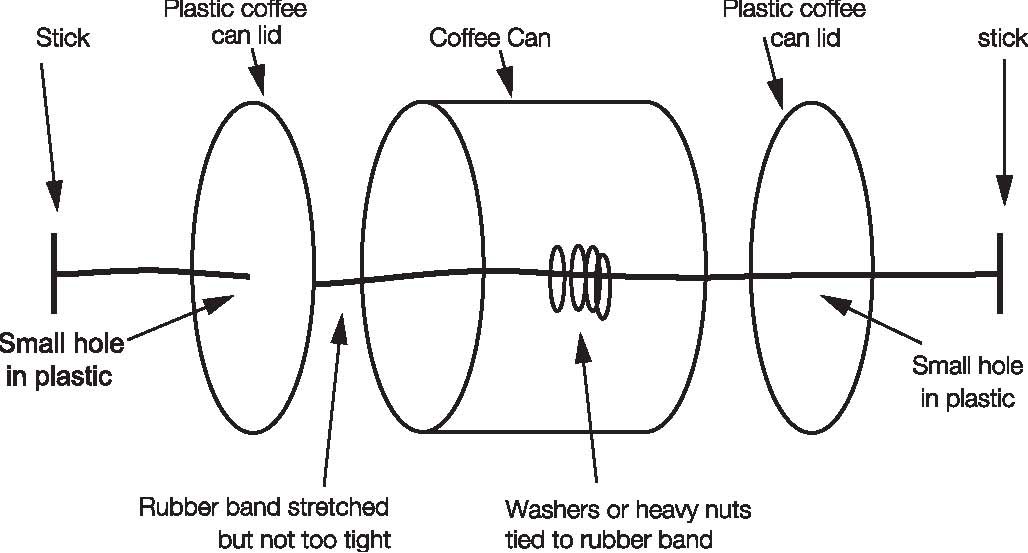 Stick
Plastic coffee
can lid
Coffee Can
Plastic coffee
can lid
stick
Small hole
in plastic
Small hole
in plastic
Rubber band stretched
but not too tight
Washers or heavy nuts
tied to rubber band